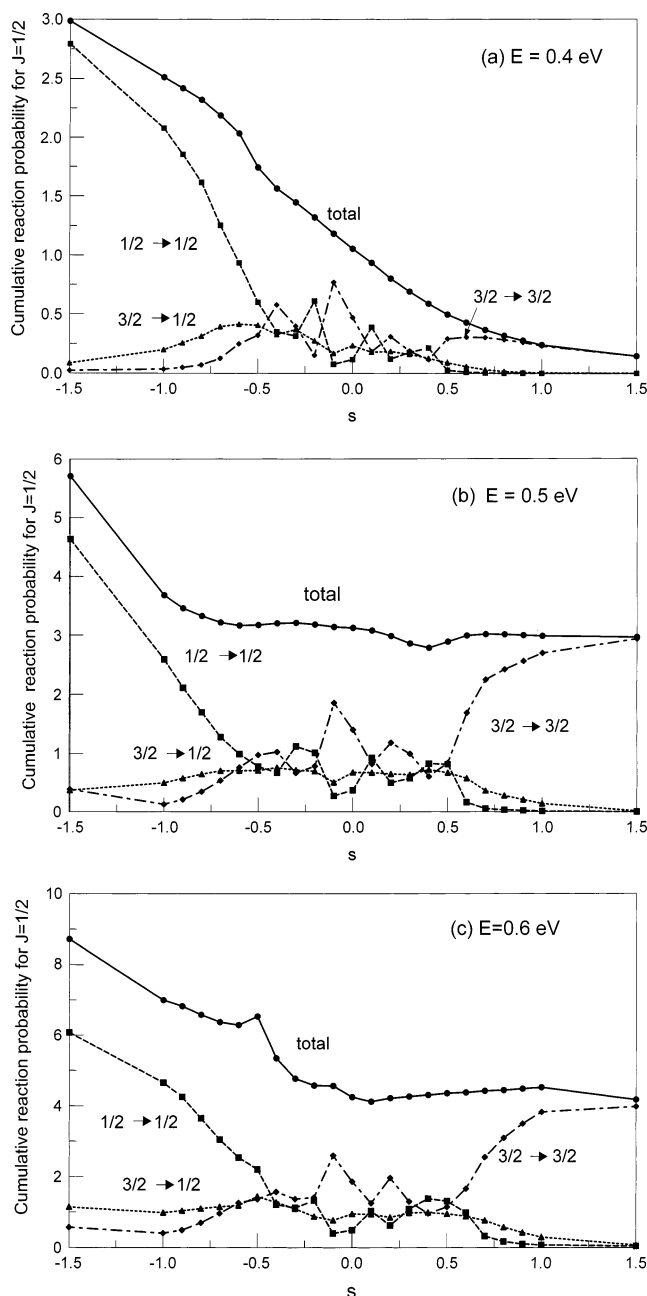 (a) E = 0.4 eV
Cumulative reaction probability for J=1/2
3.0
2.5
2.0
1.5
1.0
0.5
0.0
total
1/2 → 1/2
3/2 → 1/2
3/2 → 3/2
-1.5 -1.0 -0.5 0.0 0.5 1.0 1.5
s
(b) E = 0.5 eV
Cumulative reaction probability for J=1/2
6
5
4
3
2
1
0
total
1/2 → 1/2
3/2 → 1/2
3/2 → 3/2
-1.5 -1.0 -0.5 0.0 0.5 1.0 1.5
s
(c) E=0.6 eV
Cumulative reaction probability for J=1/2
10
8
6
4
2
0
total
1/2 → 1/2
3/2 → 1/2
3/2 → 3/2
-1.5 -1.0 -0.5 0.0 0.5 1.0 1.5
s